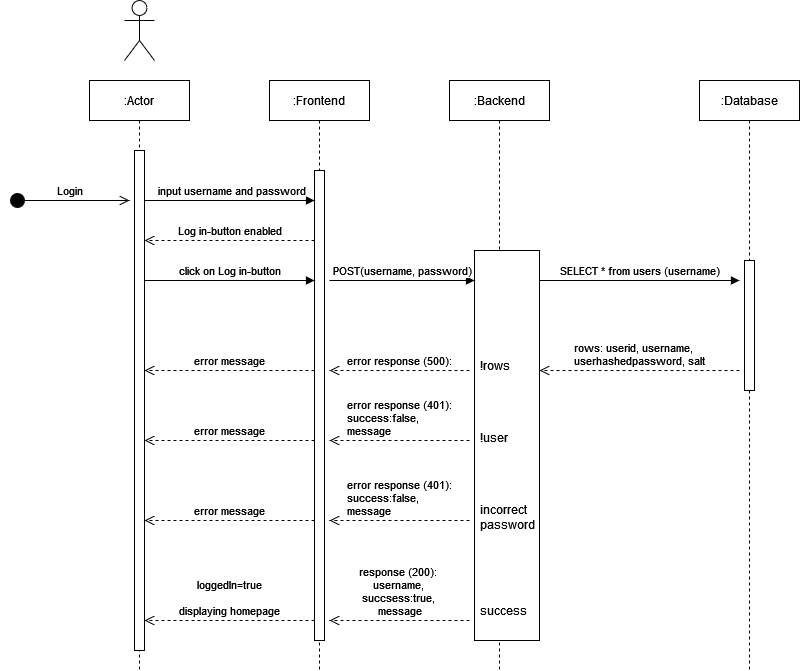 :Actor
:Frontend
:Backend
:Database
Login
input username and password
Log in-button enabled
click on Log in-button
POST(username, password)
SELECT * from users (username)
rows: userid, username,
userhashedpassword, salt
error message
error response (500):
!rows
error message
error response (401):
success:false,
message
!user
error message
error response (401):
success:false,
message
incorrect
password
loggedIn=true
displaying homepage
response (200):
username,
succsess:true,
message
success